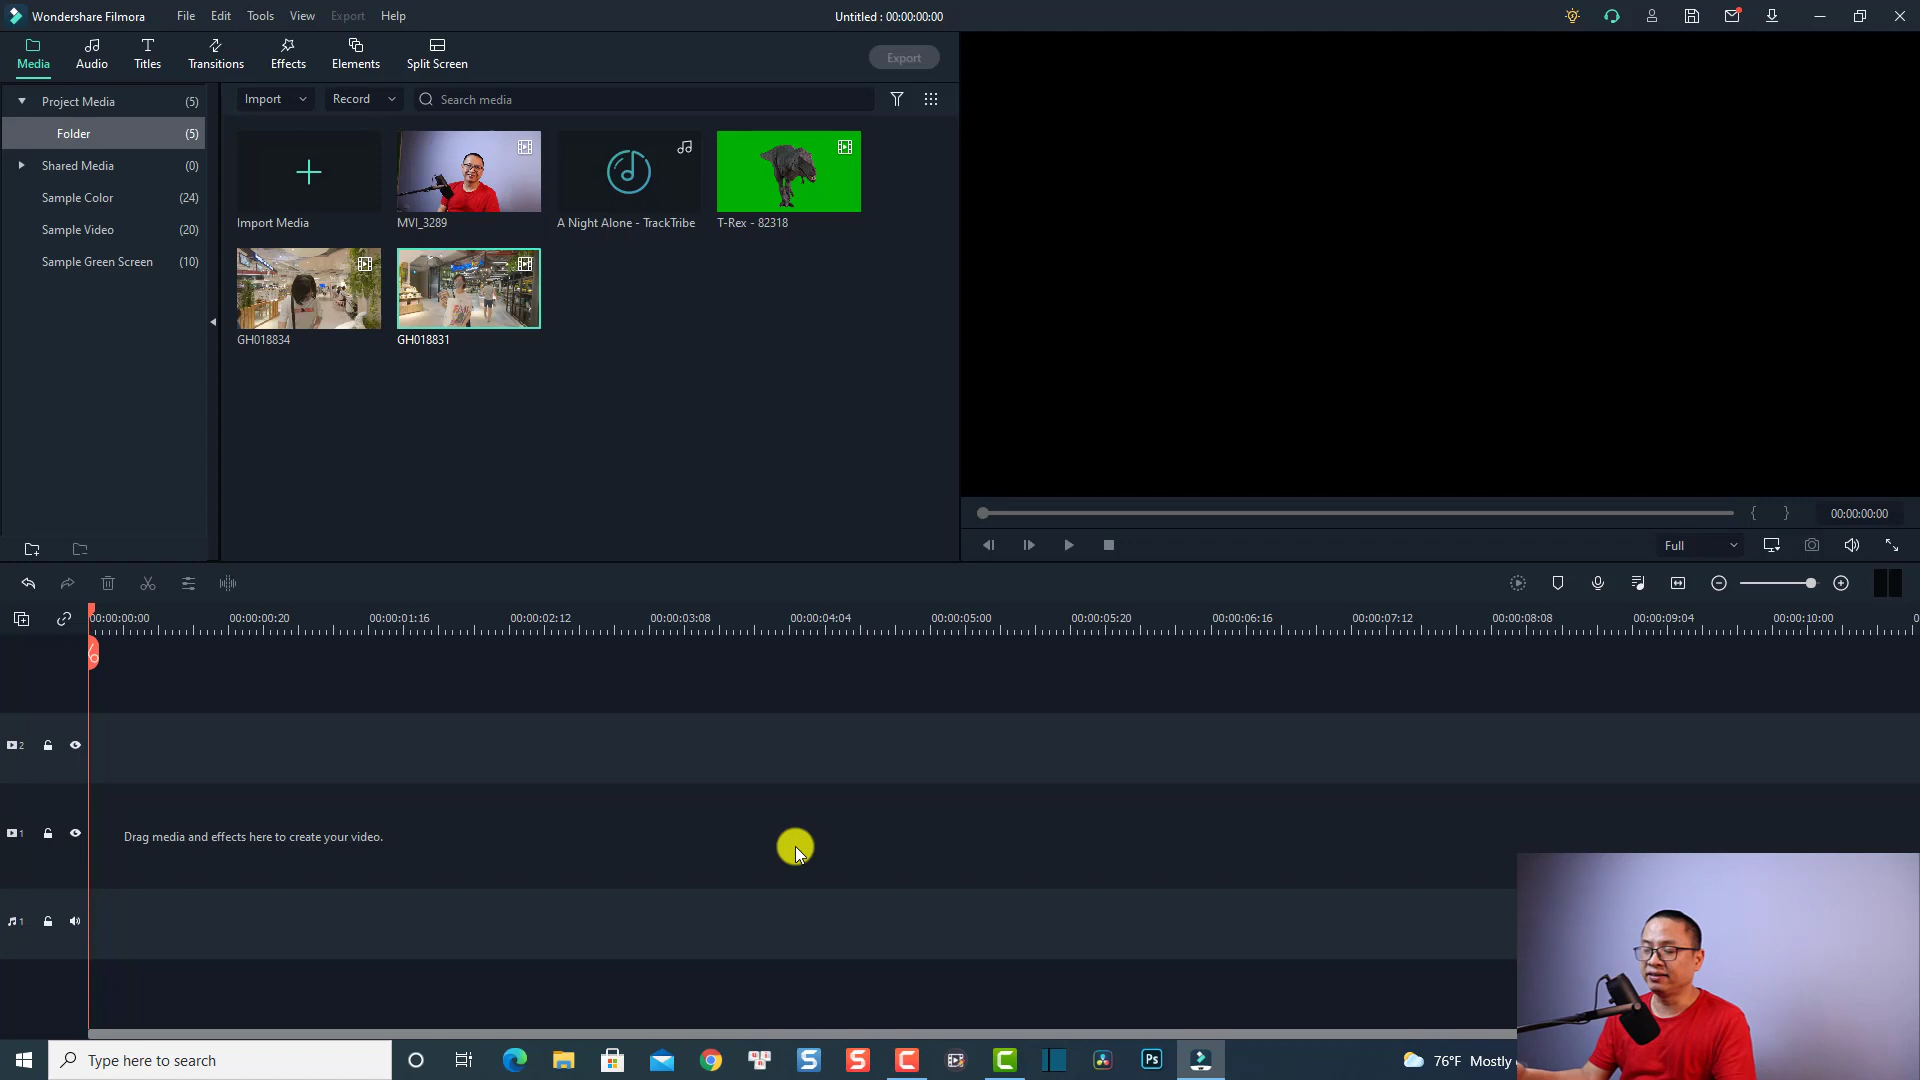 Wondershare Filmora File Edit Tools View Export Help Untitled : 00:00:00:00
Media Audio Titles Transitions Effects Elements Split Screen Export
Project Media (5)
Folder (5)
Shared Media (0)
Sample Color (24)
Sample Video (20)
Sample Green Screen (10)
Import Record Search media
Import Media MVI_3289 A Night Alone - TrackTribe T-Rex - 82318
GH018834 GH018831
{ } 00:00:00:00
Full
00:00:00:00 00:00:00:20 00:00:01:16 00:00:02:12 00:00:03:08 00:00:04:04 00:00:05:00 00:00:05:20 00:00:06:16 00:00:07:12 00:00:08:08 00:00:09:04 00:00:10:00 0
2
1 Drag media and effects here to create your video.
1
Type here to search S S C C Ps 76°F Mostly